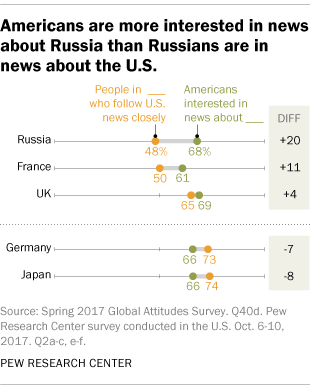 Americans are more interested in news
about Russia than Russians are in
news about the U.S.
People in ___ who follow U.S. news closely
Americans interested in news about ___
DIFF
Russia 48% 68% +20
France 50 61 +11
UK 65 69 +4
Germany 66 73 -7
Japan 66 74 -8
Source: Spring 2017 Global Attitudes Survey. Q40d. Pew
Research Center survey conducted in the U.S. Oct. 6-10,
2017. Q2a-c, e-f.
PEW RESEARCH CENTER